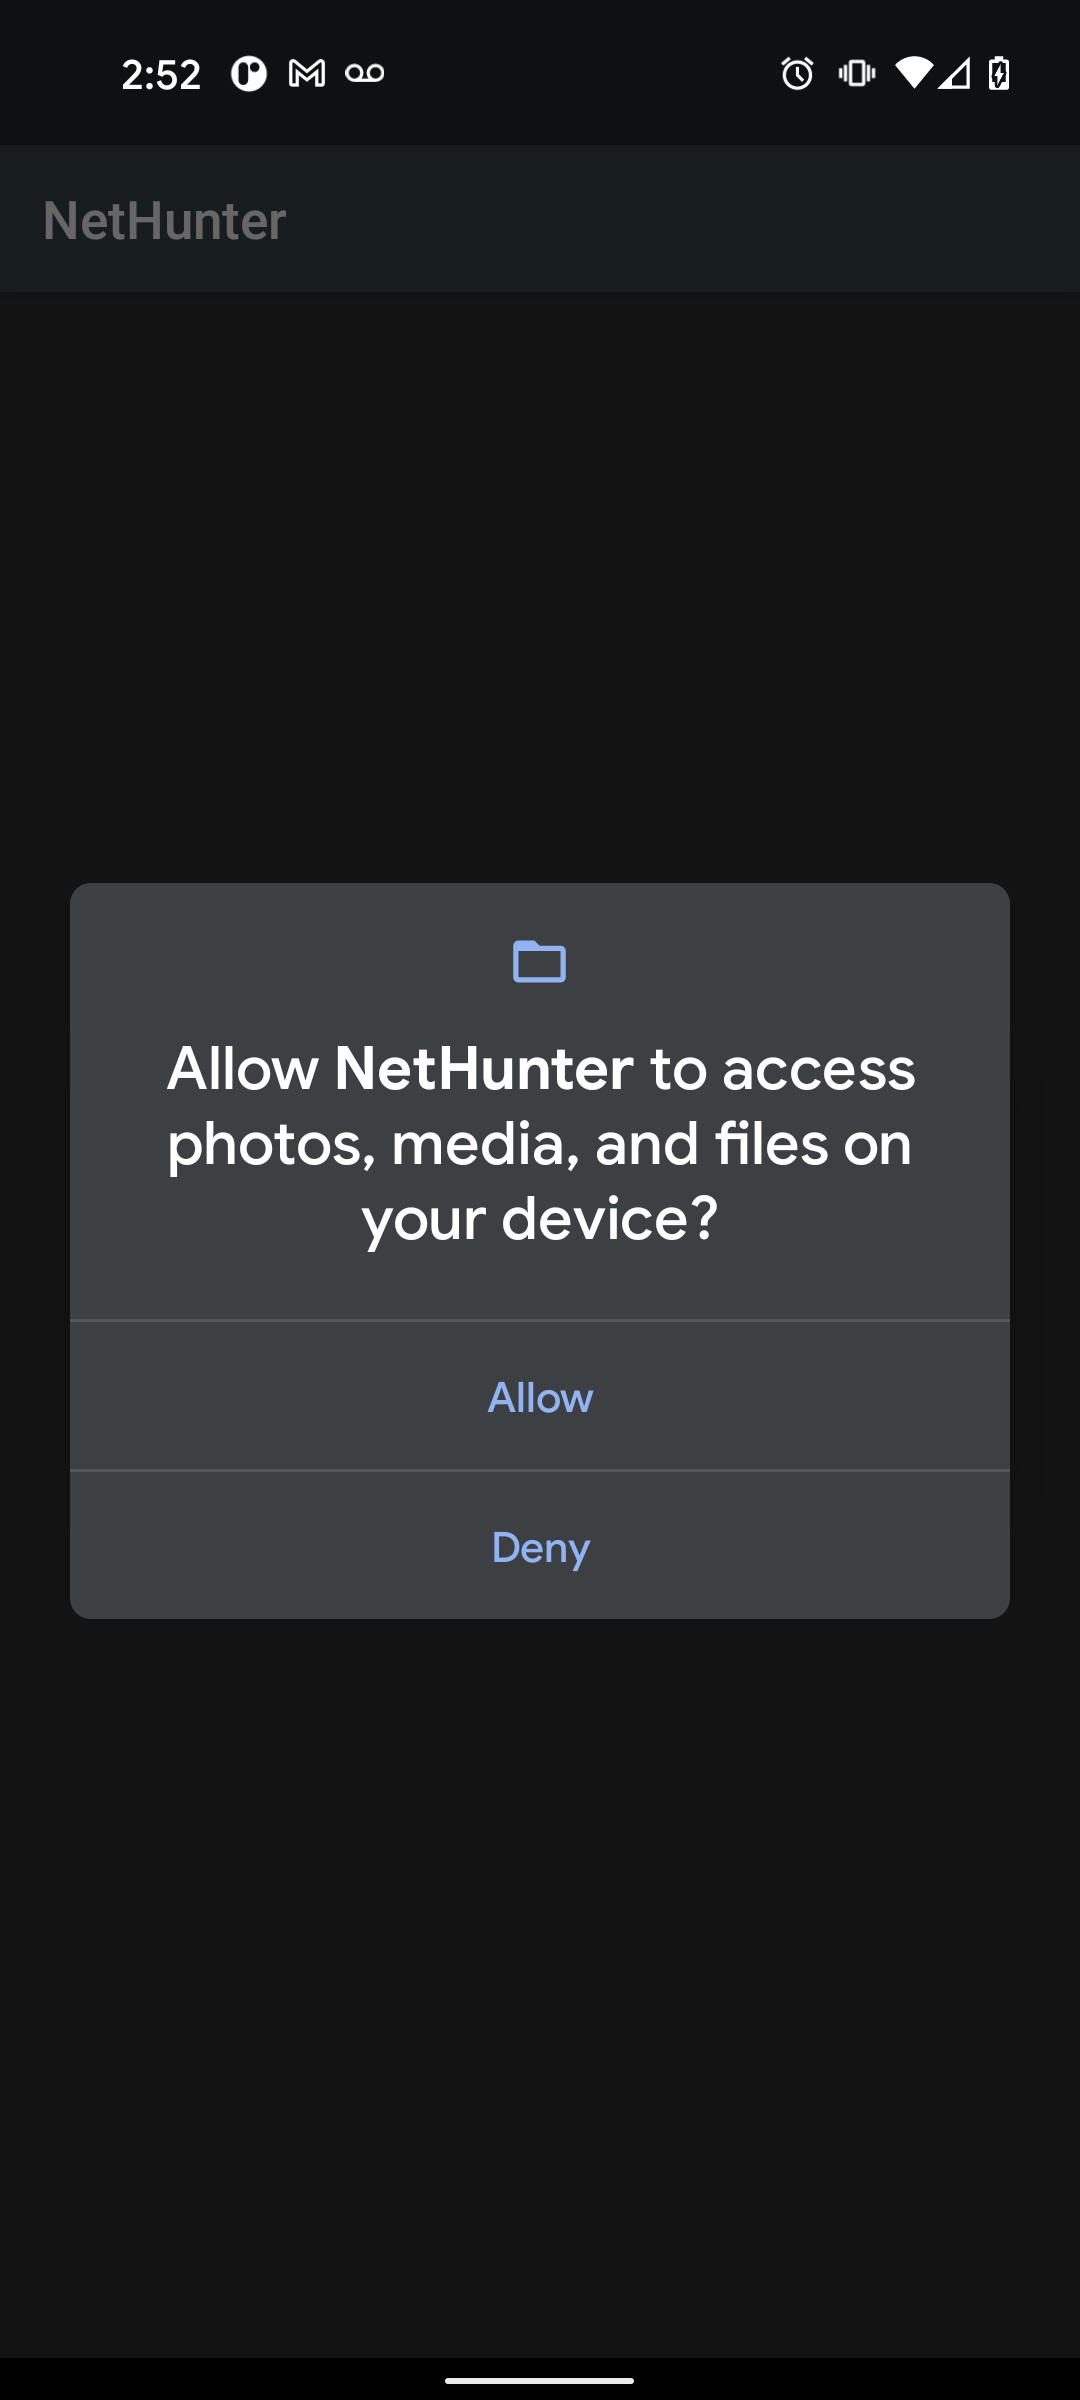 2:52
NetHunter
Allow NetHunter to access
photos, media, and files on
your device?
Allow
Deny